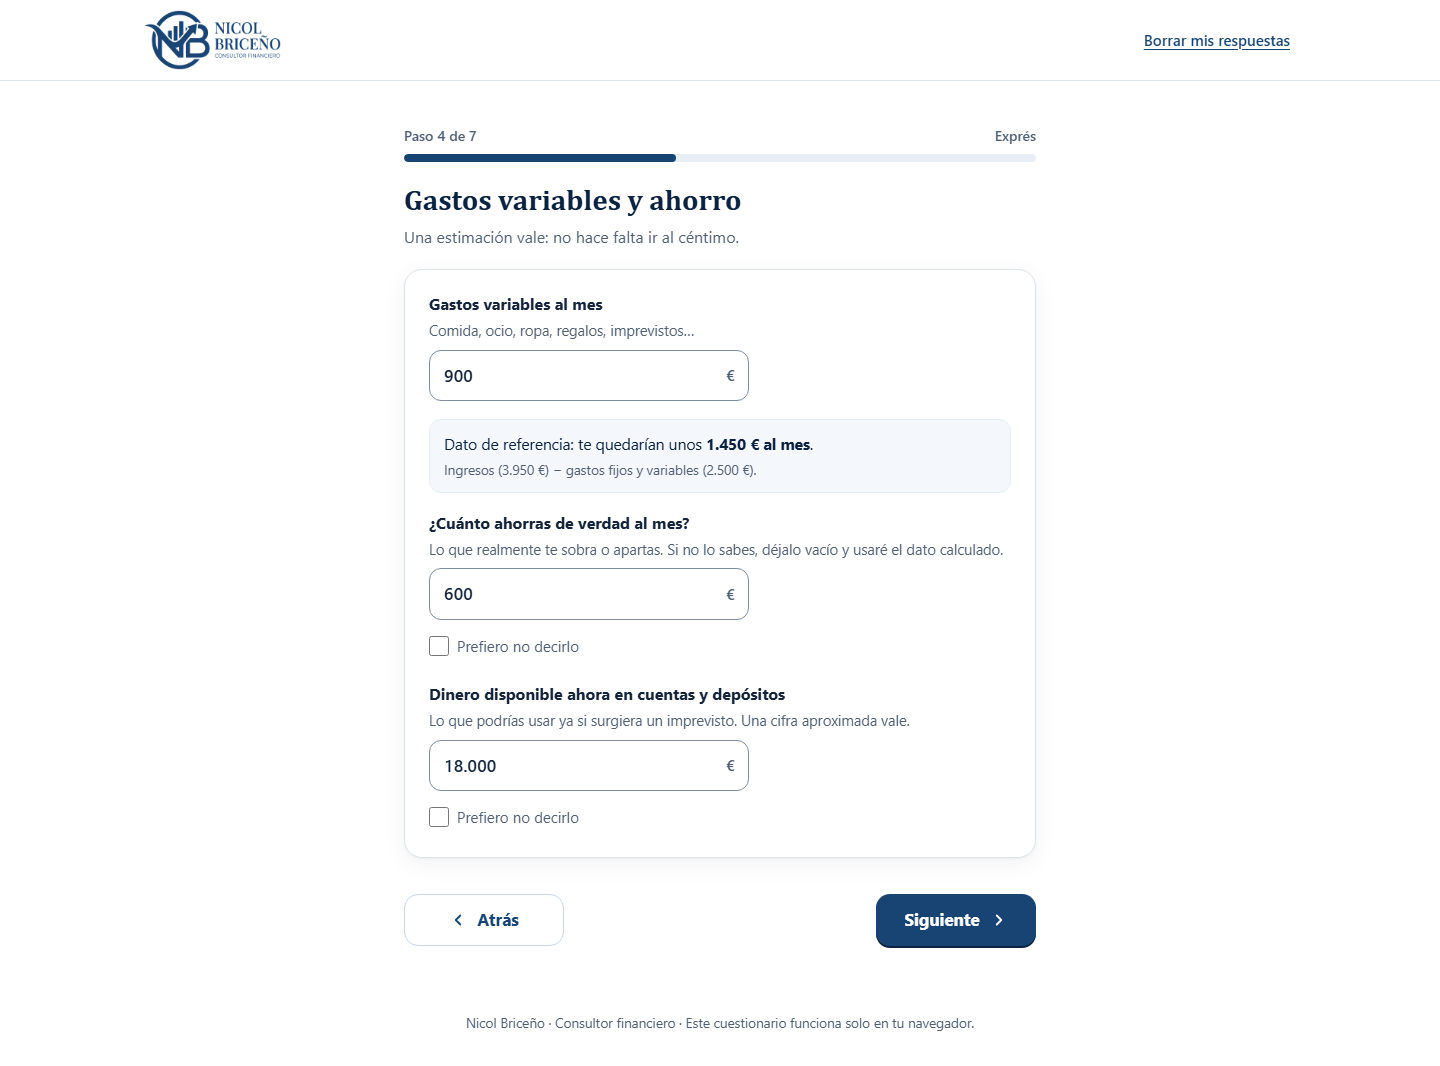 NICOL
BRICEÑO
CONSULTOR FINANCIERO
Borrar mis respuestas
Paso 4 de 7
Exprés
Gastos variables y ahorro
Una estimación vale: no hace falta ir al céntimo.
Gastos variables al mes
Comida, ocio, ropa, regalos, imprevistos…
900 €
Dato de referencia: te quedarían unos 1.450 € al mes.
Ingresos (3.950 €) − gastos fijos y variables (2.500 €).
¿Cuánto ahorras de verdad al mes?
Lo que realmente te sobra o apartas. Si no lo sabes, déjalo vacío y usaré el dato calculado.
600 €
Prefiero no decirlo
Dinero disponible ahora en cuentas y depósitos
Lo que podrías usar ya si surgiera un imprevisto. Una cifra aproximada vale.
18.000 €
Prefiero no decirlo
Atrás
Siguiente
Nicol Briceño · Consultor financiero · Este cuestionario funciona solo en tu navegador.